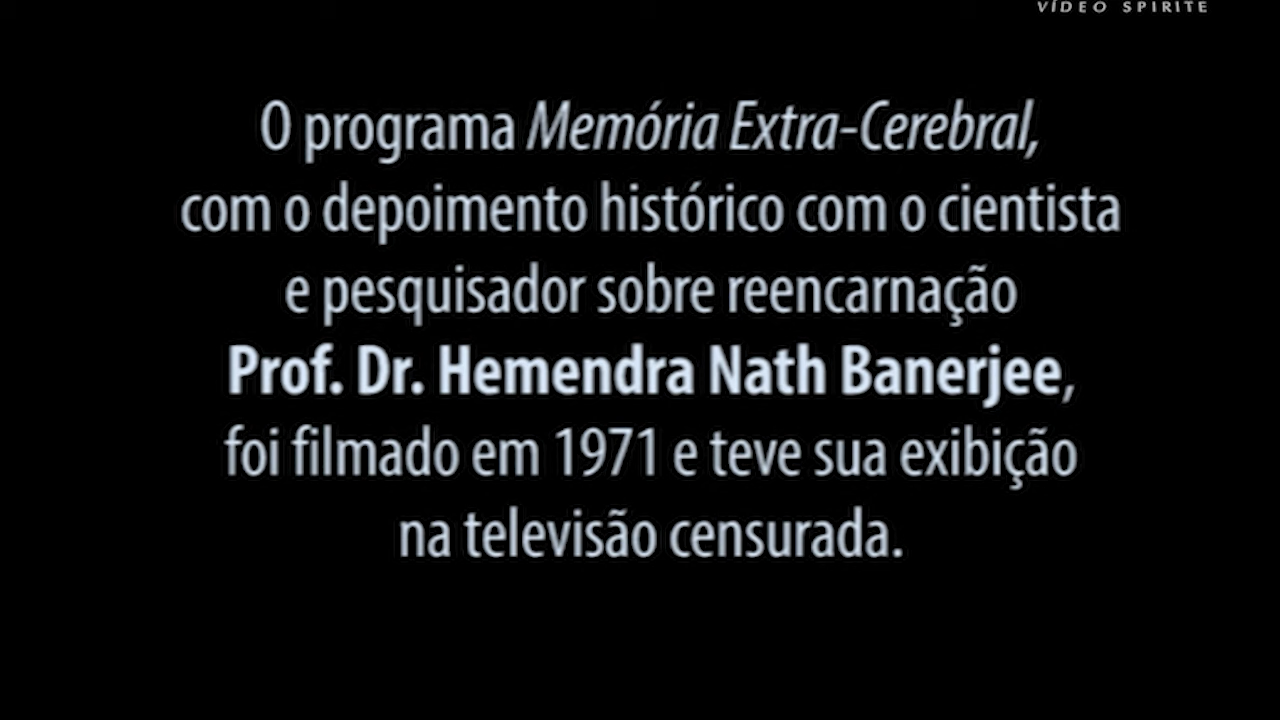 VÍDEO SPIRITE
O programa Memória Extra-Cerebral,
com o depoimento histórico com o cientista
e pesquisador sobre reencarnação
Prof. Dr. Hemendra Nath Banerjee,
foi filmado em 1971 e teve sua exibição
na televisão censurada.